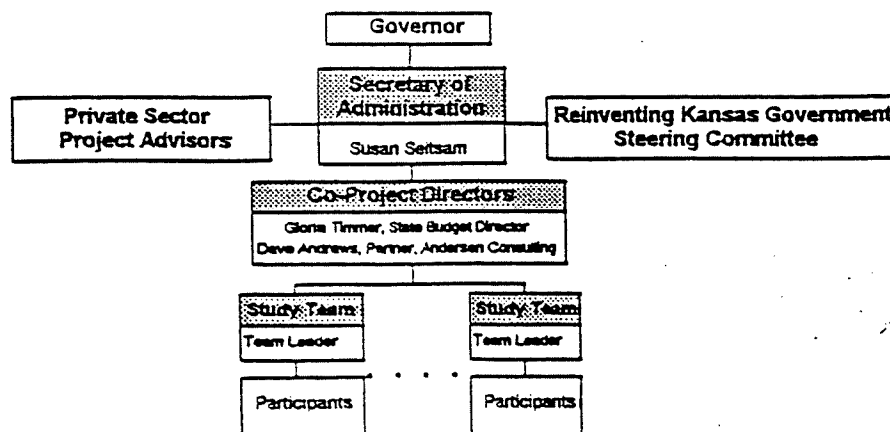 Governor
Secretary of
Administration
Private Sector
Project Advisors
Reinventing Kansas Government
Steering Committee
Susan Seitsam
Co-Project Directors
Gloria Timmer, State Budget Director
Dave Andrews, Partner, Andersen Consulting
Study Team
Study Team
Team Leader
Team Leader
Participants
Participants